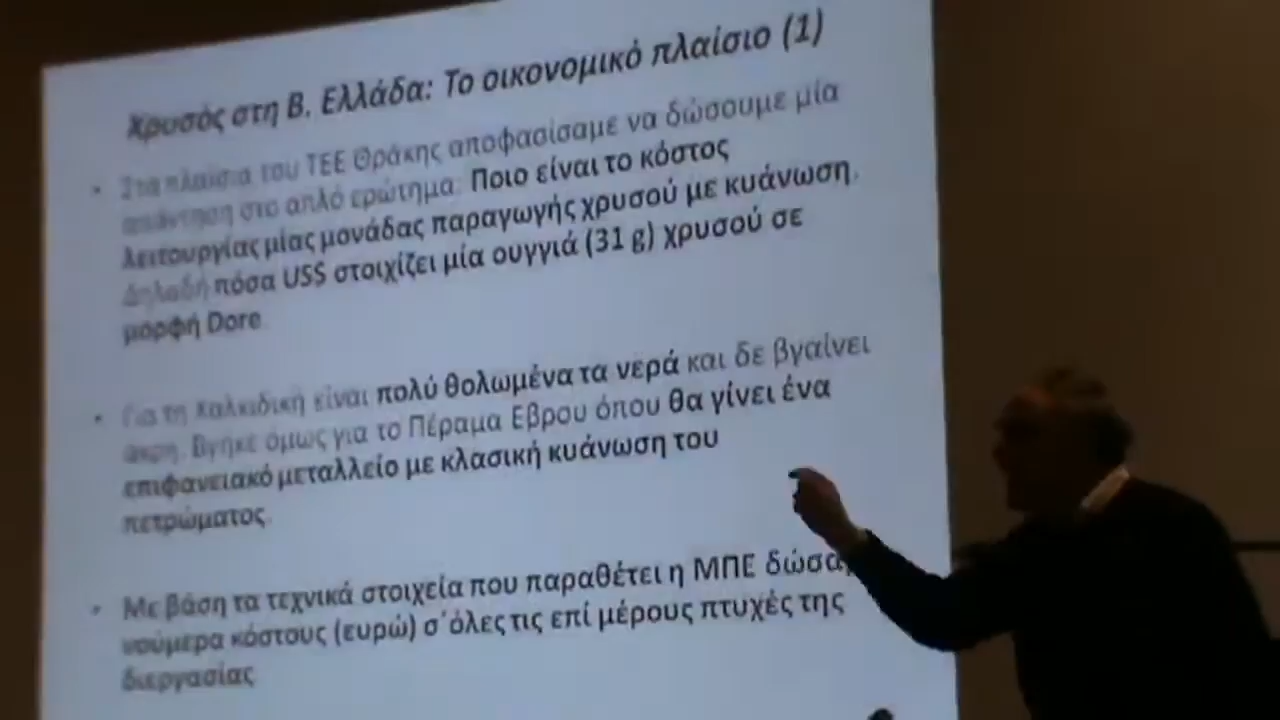 Χρυσός στη Β. Ελλάδα: Το οικονομικό πλαίσιο (1)
• Στα πλαίσια του ΤΕΕ Θράκης αποφασίσαμε να δώσουμε μία
απάντηση στο απλό ερώτημα: Ποιο είναι το κόστος
λειτουργίας μίας μονάδας παραγωγής χρυσού με κυάνωση.
Δηλαδή πόσα US$ στοιχίζει μία ουγγιά (31 g) χρυσού σε
μορφή Dore.
• Για τη Χαλκιδική είναι πολύ θολωμένα τα νερά και δε βγαίνει
άκρη. Βγήκε όμως για το Πέραμα Έβρου όπου θα γίνει ένα
επιφανειακό μεταλλείο με κλασική κυάνωση του
πετρώματος.
• Με βάση τα τεχνικά στοιχεία που παραθέτει η ΜΠΕ
νούμερα κόστους (ευρώ) σ΄όλες τις επί μέρους πτυχές της
διεργασίας